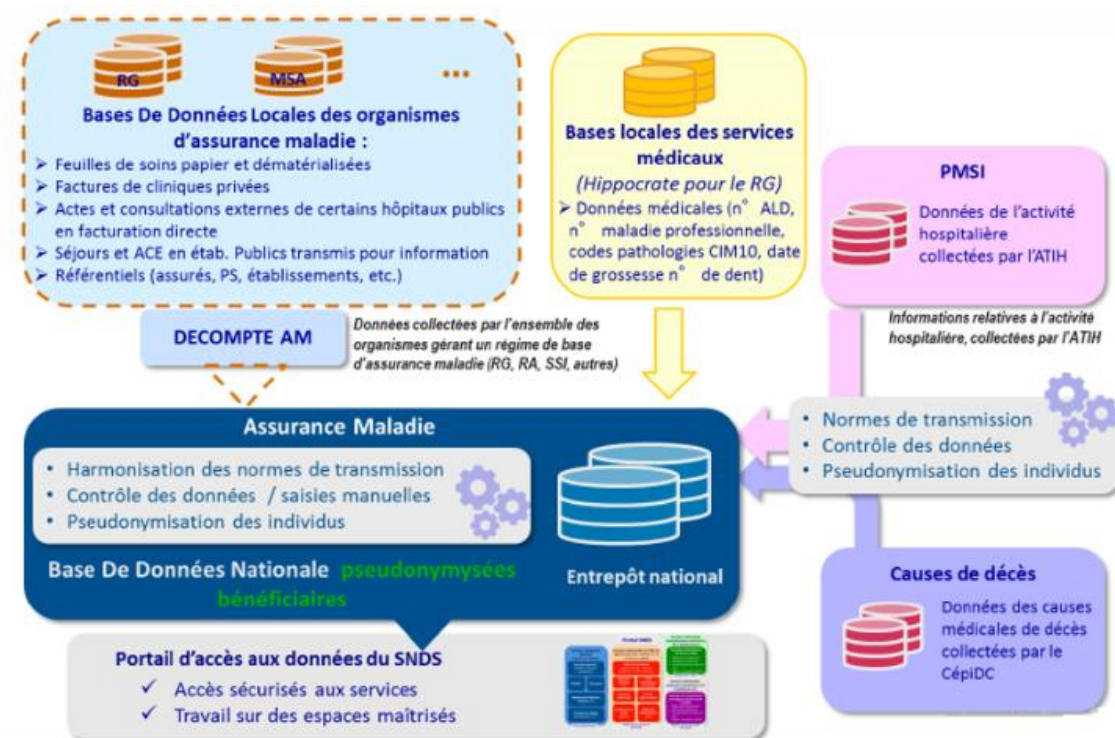 RG
MSA
...
Bases De Données Locales des organismes
d'assurance maladie :
➤ Feuilles de soins papier et dématérialisées
➤ Factures de cliniques privées
➤ Actes et consultations externes de certains hôpitaux publics
en facturation directe
➤ Séjours et ACE en étab. Publics transmis pour information
➤ Référentiels (assurés, PS, établissements, etc.)
Bases locales des services
médicaux
(Hippocrate pour le RG)
➤ Données médicales (n° ALD,
n° maladie professionnelle,
codes pathologies CIM10, date
de grossesse n° de dent)
PMSI
Données de l'activité
hospitalière
collectées par l'ATIH
DECOMPTE AM
Données collectées par l'ensemble des
organismes gérant un régime de base
d'assurance maladie (RG, RA, SSI, autres)
Informations relatives à l'activité
hospitalière, collectées par l'ATIH
Assurance Maladie
• Harmonisation des normes de transmission
• Contrôle des données / saisies manuelles
• Pseudonymisation des individus
Base De Données Nationale pseudonymysées
bénéficiaires
Entrepôt national
• Normes de transmission
• Contrôle des données
• Pseudonymisation des individus
Causes de décès
Données des causes
médicales de décès
collectées par le
CépiDC
Portail d'accès aux données du SNDS
✓ Accès sécurisés aux services
✓ Travail sur des espaces maîtrisés